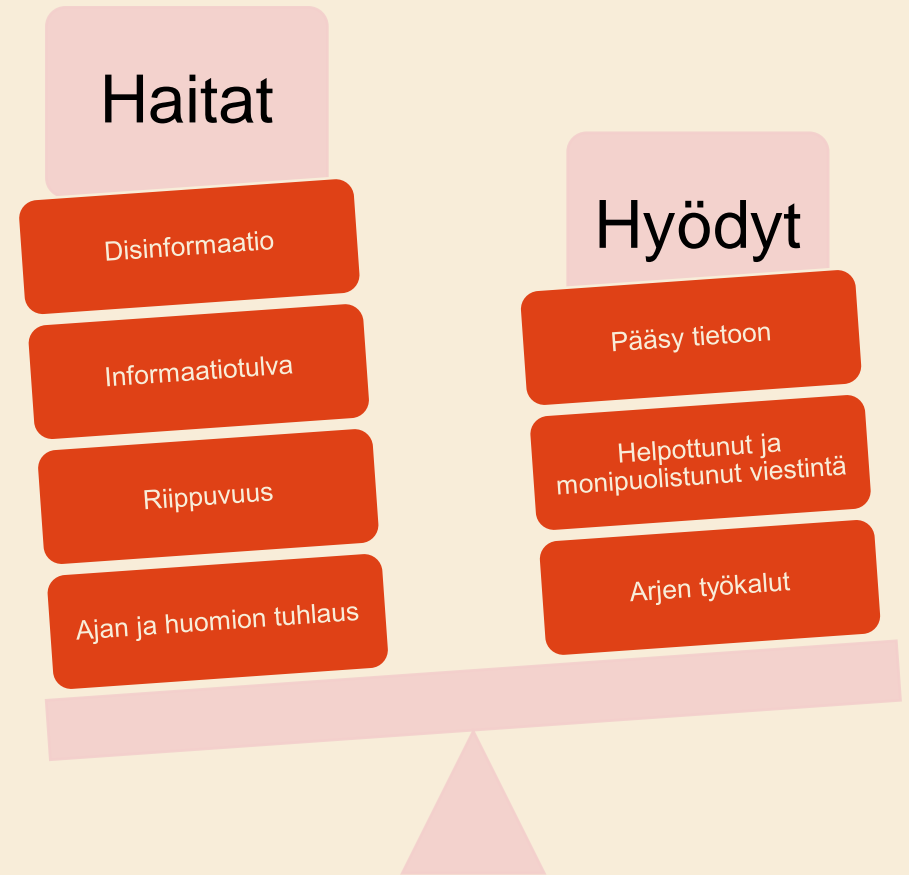 Haitat
Disinformaatio
Informaatiotulva
Riippuvuus
Ajan ja huomion tuhlaus
Hyödyt
Pääsy tietoon
Helpottunut ja
monipuolistunut viestintä
Arjen työkalut